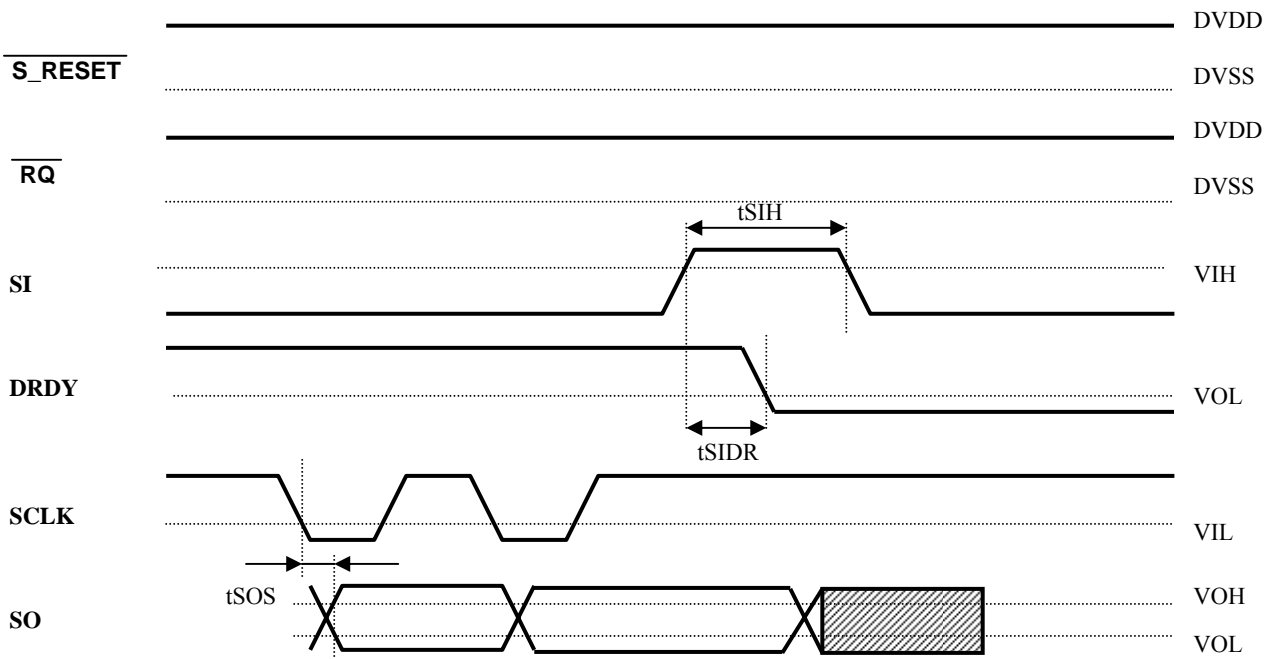 DVDD
S_RESET
DVSS
DVDD
RQ
DVSS
tSIH
SI
VIH
DRDY
VOL
tSIDR
SCLK
VIL
tSOS
VOH
SO
VOL